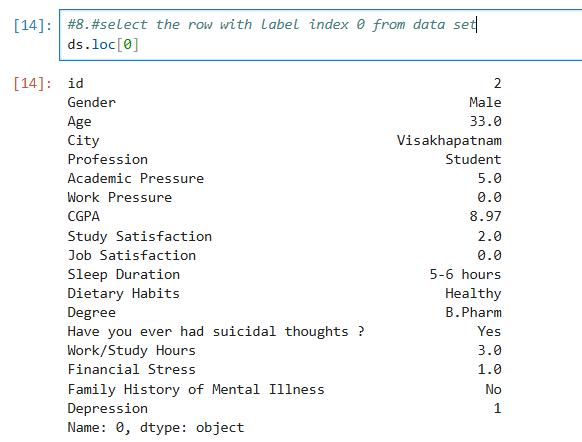 [14]: #8.#select the row with label index 0 from data set
ds.loc[0]
[14]: id 2
Gender Male
Age 33.0
City Visakhapatnam
Profession Student
Academic Pressure 5.0
Work Pressure 0.0
CGPA 8.97
Study Satisfaction 2.0
Job Satisfaction 0.0
Sleep Duration 5-6 hours
Dietary Habits Healthy
Degree B.Pharm
Have you ever had suicidal thoughts ? Yes
Work/Study Hours 3.0
Financial Stress 1.0
Family History of Mental Illness No
Depression 1
Name: 0, dtype: object